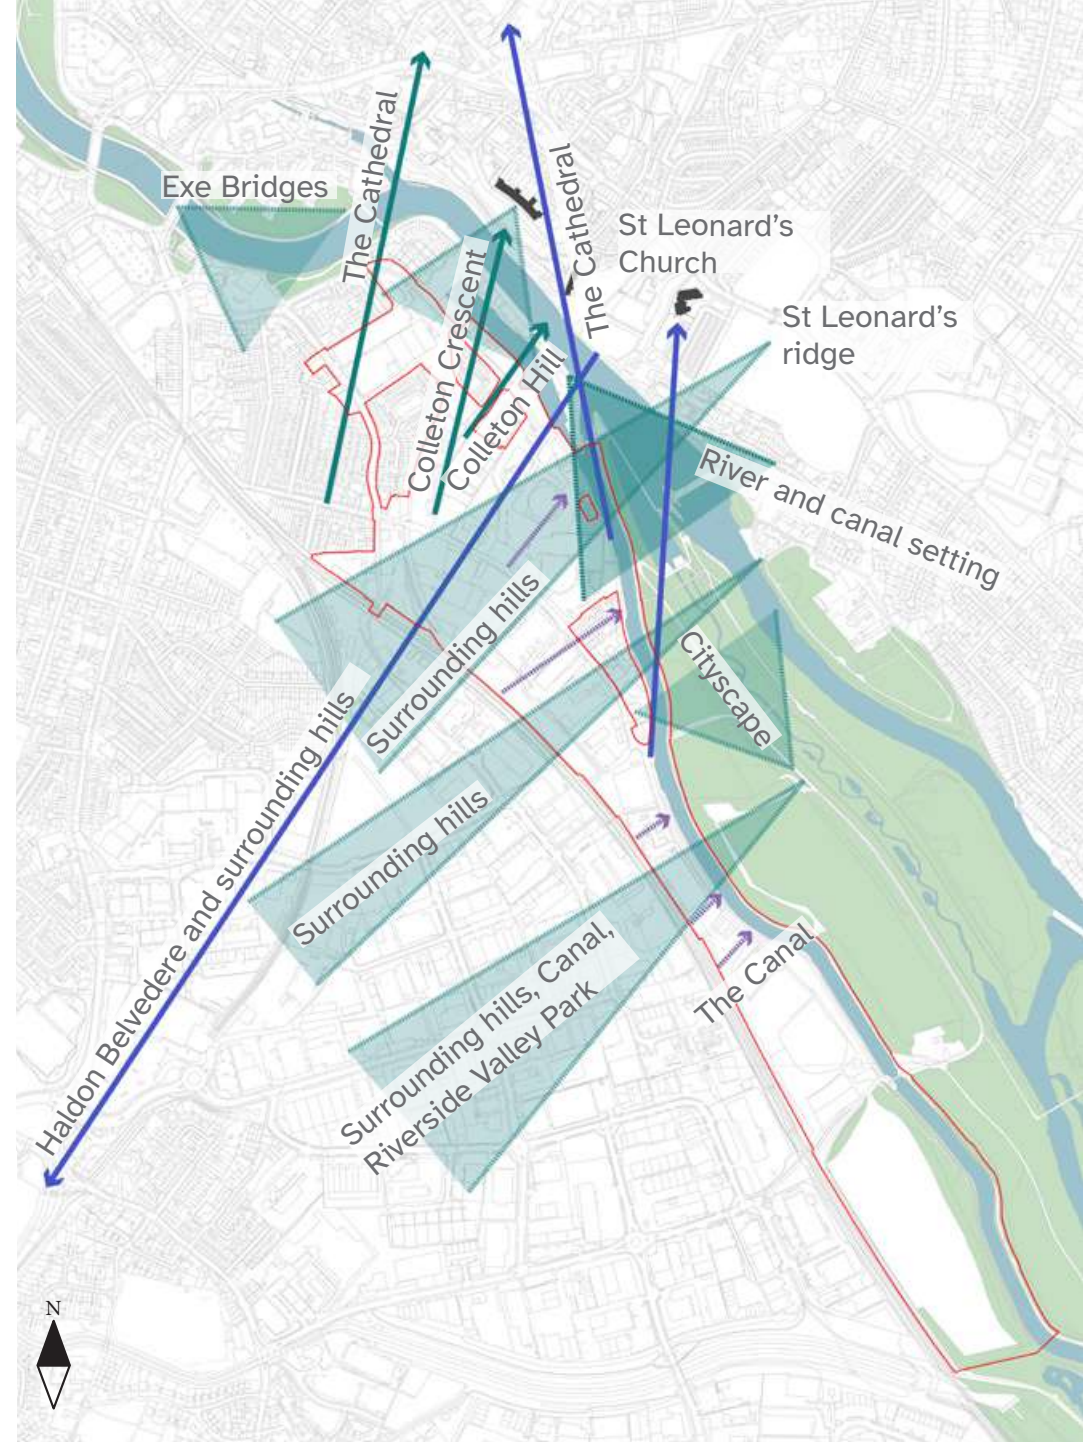 The Cathedral
The Cathedral
Exe Bridges
St Leonard’s
Church
Colleton Crescent
St Leonard’s
ridge
Colleton Hill
River and canal setting
Surrounding hills
Cityscape
Haldon Belvedere and surrounding hills
Surrounding hills
Surrounding hills, Canal,
Riverside Valley Park
The Canal
N